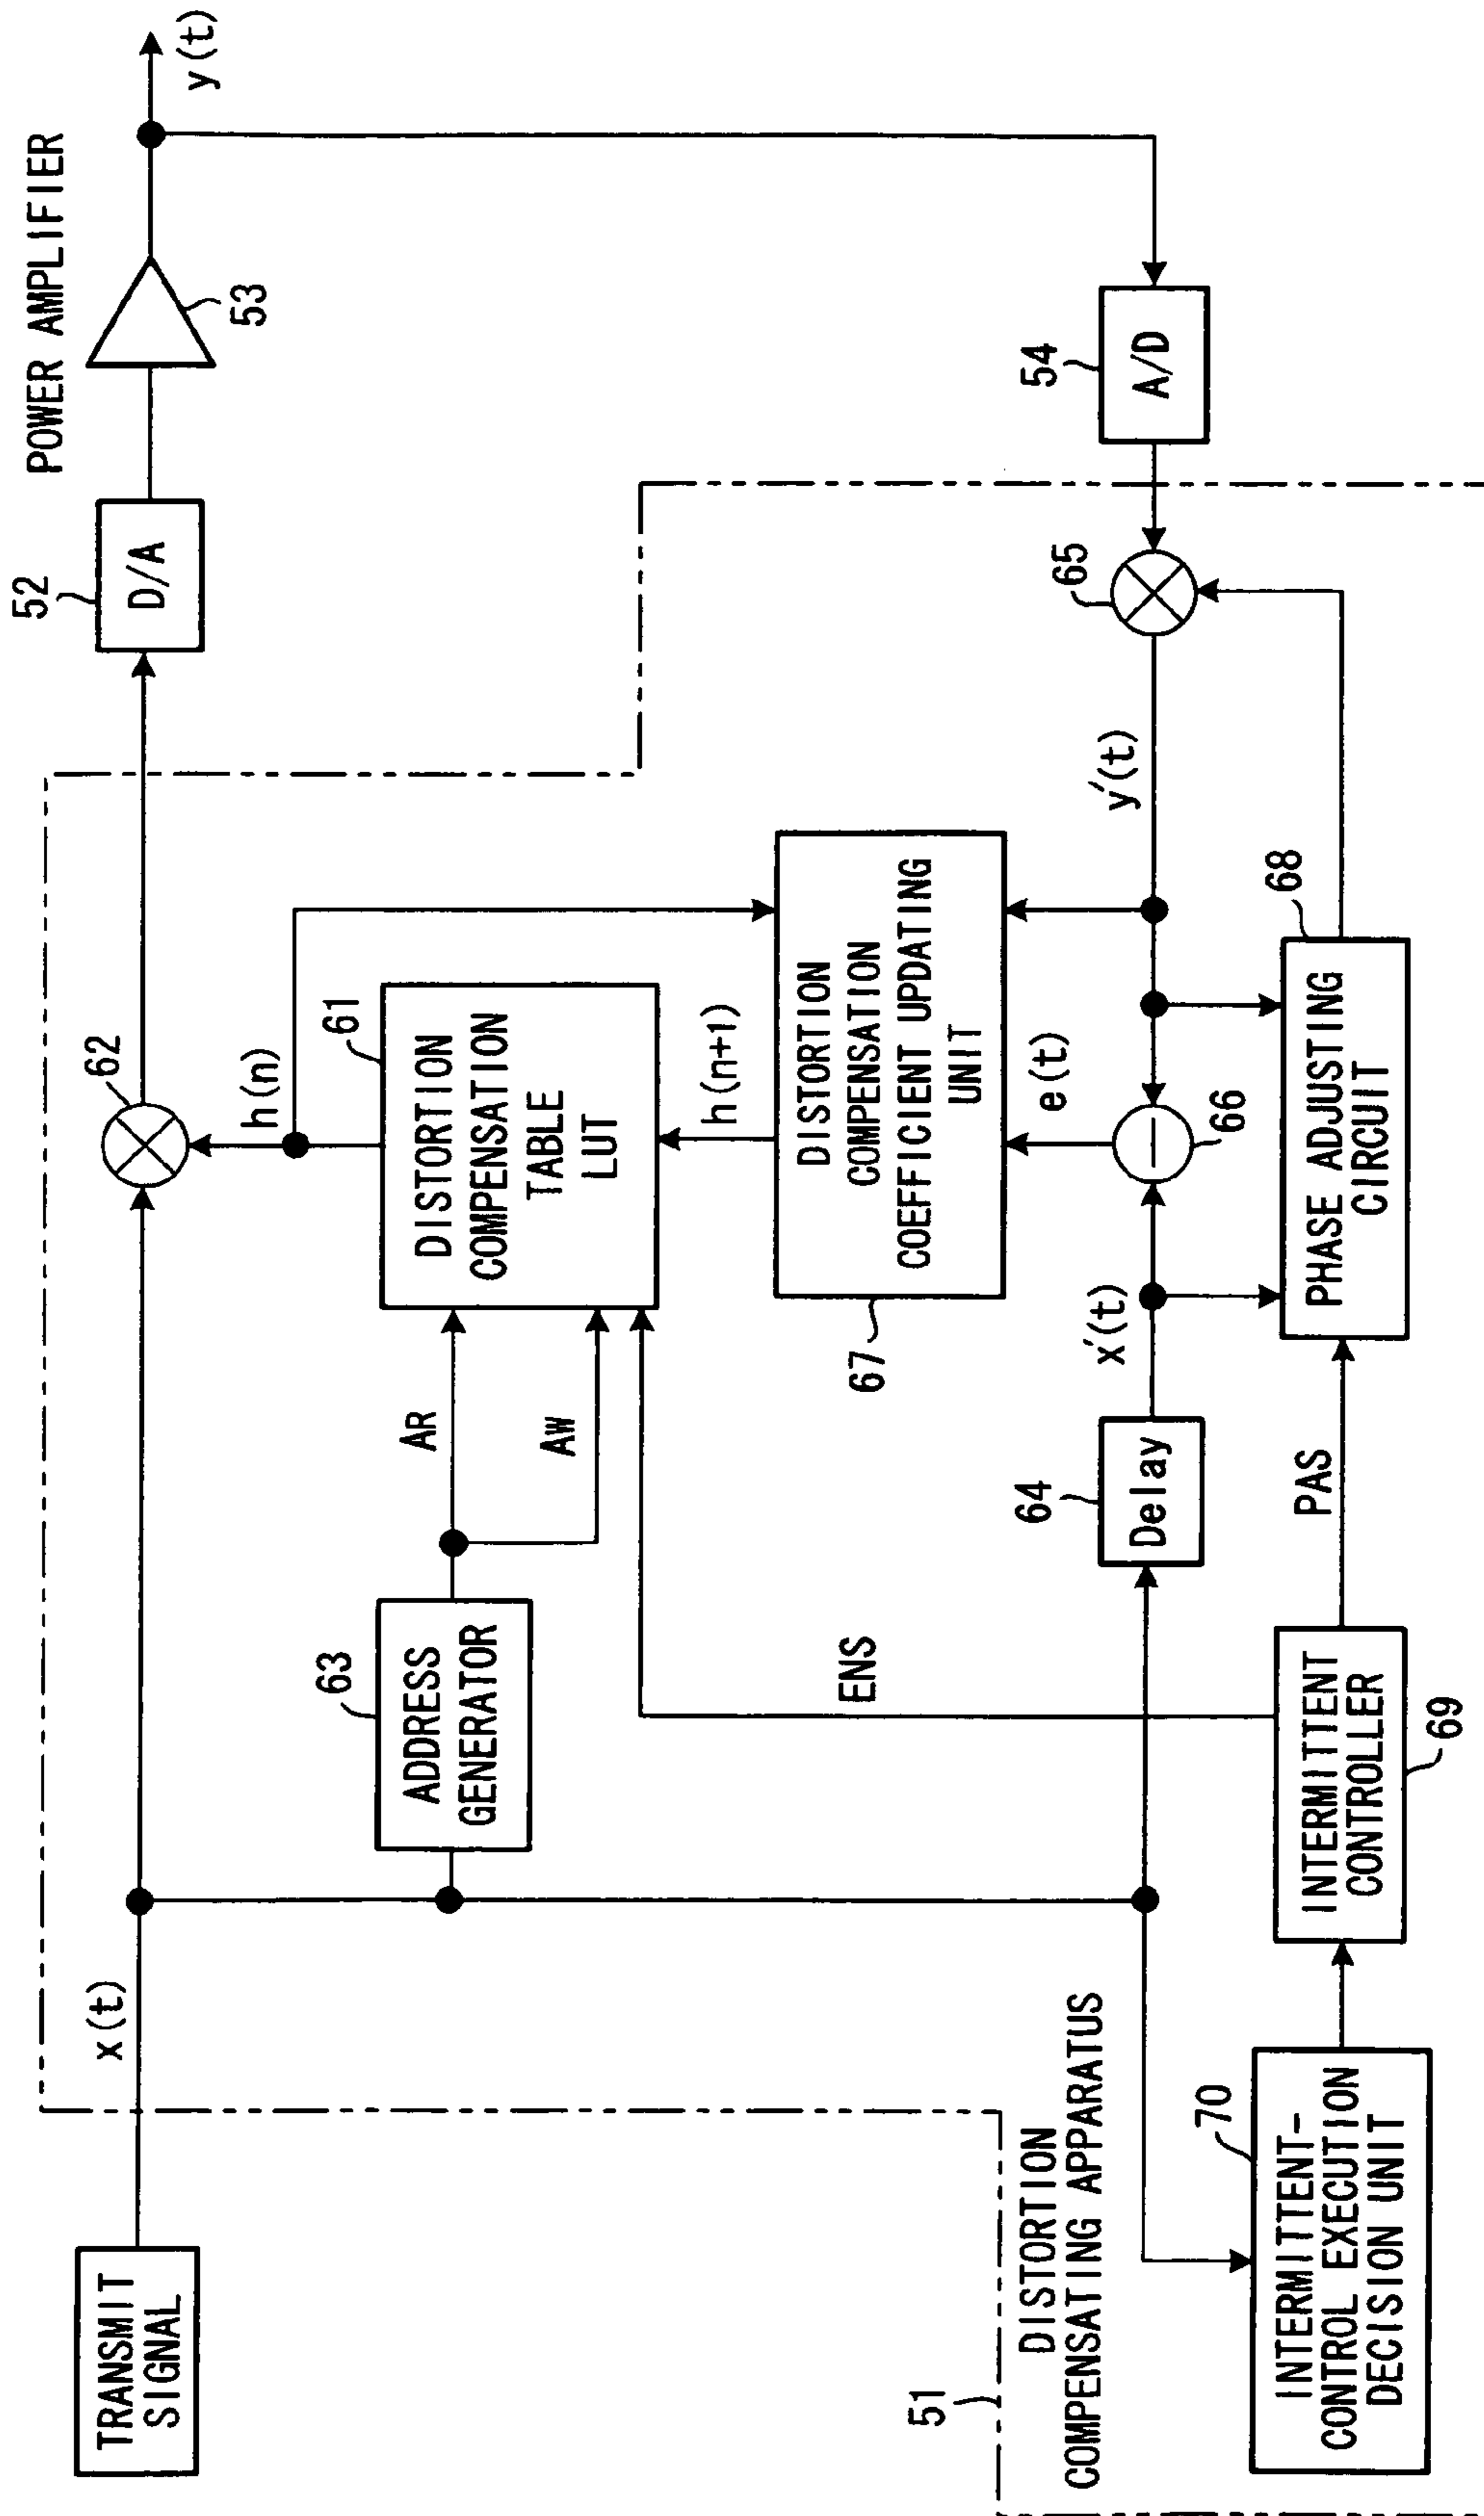 TRANSMIT
SIGNAL
x(t)
62
52
D/A
POWER AMPLIFIER
53
y(t)
h(n)
63
ADDRESS
GENERATOR
AR
AW
61
DISTORTION
COMPENSATION
TABLE
LUT
h(n+1)
ENS
67
DISTORTION
COMPENSATION
COEFFICIENT UPDATING
UNIT
51
DISTORTION
COMPENSATING APPARATUS
64
Delay
x'(t)
e(t)
66
y'(t)
65
54
A/D
70
INTERMITTENT-
CONTROL EXECUTION
DECISION UNIT
INTERMITTENT
CONTROLLER
69
PAS
PHASE ADJUSTING
CIRCUIT
68